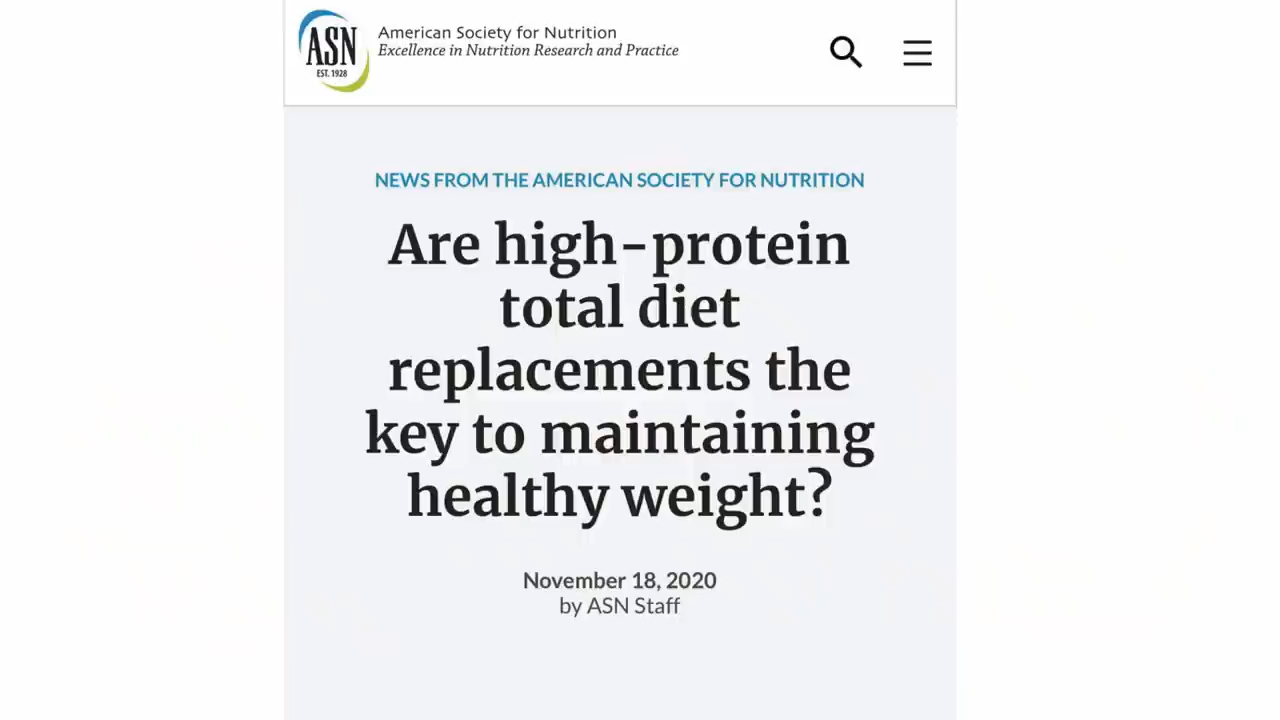 ASN
EST. 1928
American Society for Nutrition
Excellence in Nutrition Research and Practice
NEWS FROM THE AMERICAN SOCIETY FOR NUTRITION
Are high-protein
total diet
replacements the
key to maintaining
healthy weight?
November 18, 2020
by ASN Staff